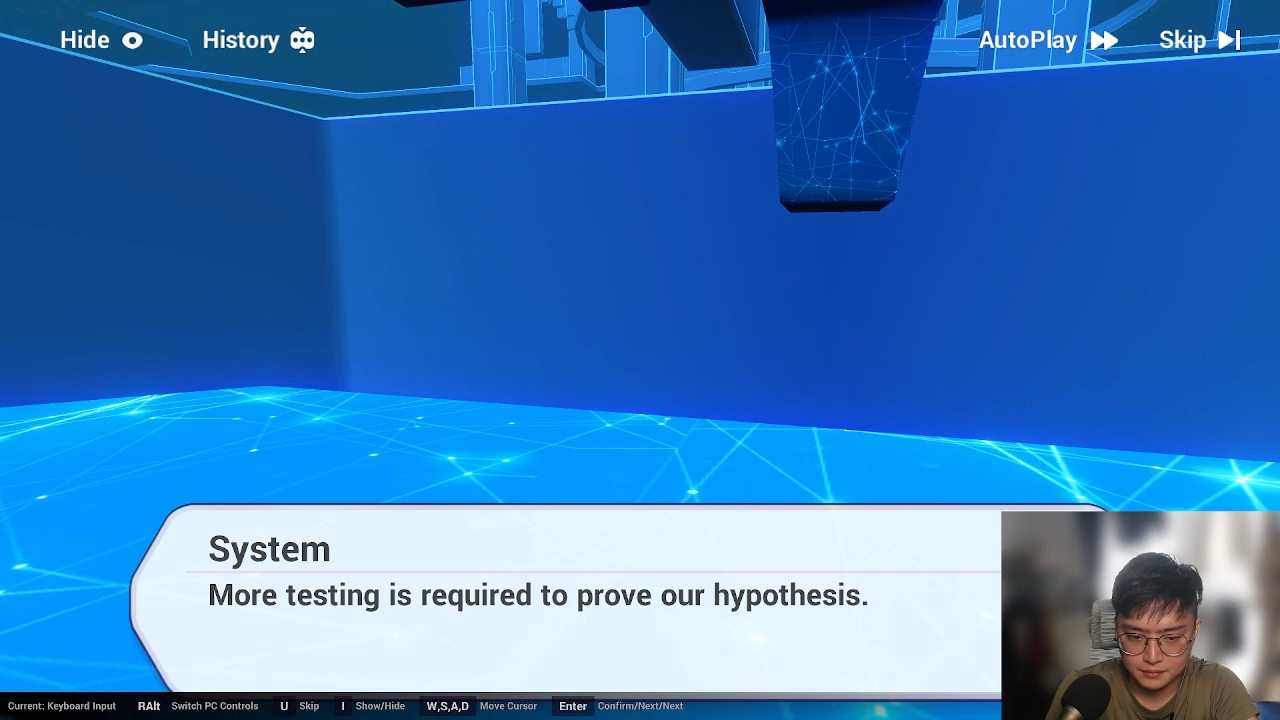 Hide
History
AutoPlay
Skip
System
More testing is required to prove our hypothesis.
Current: Keyboard Input RAlt Switch PC Controls U Skip I Show/Hide W,S,A,D Move Cursor Enter Confirm/Next/Next